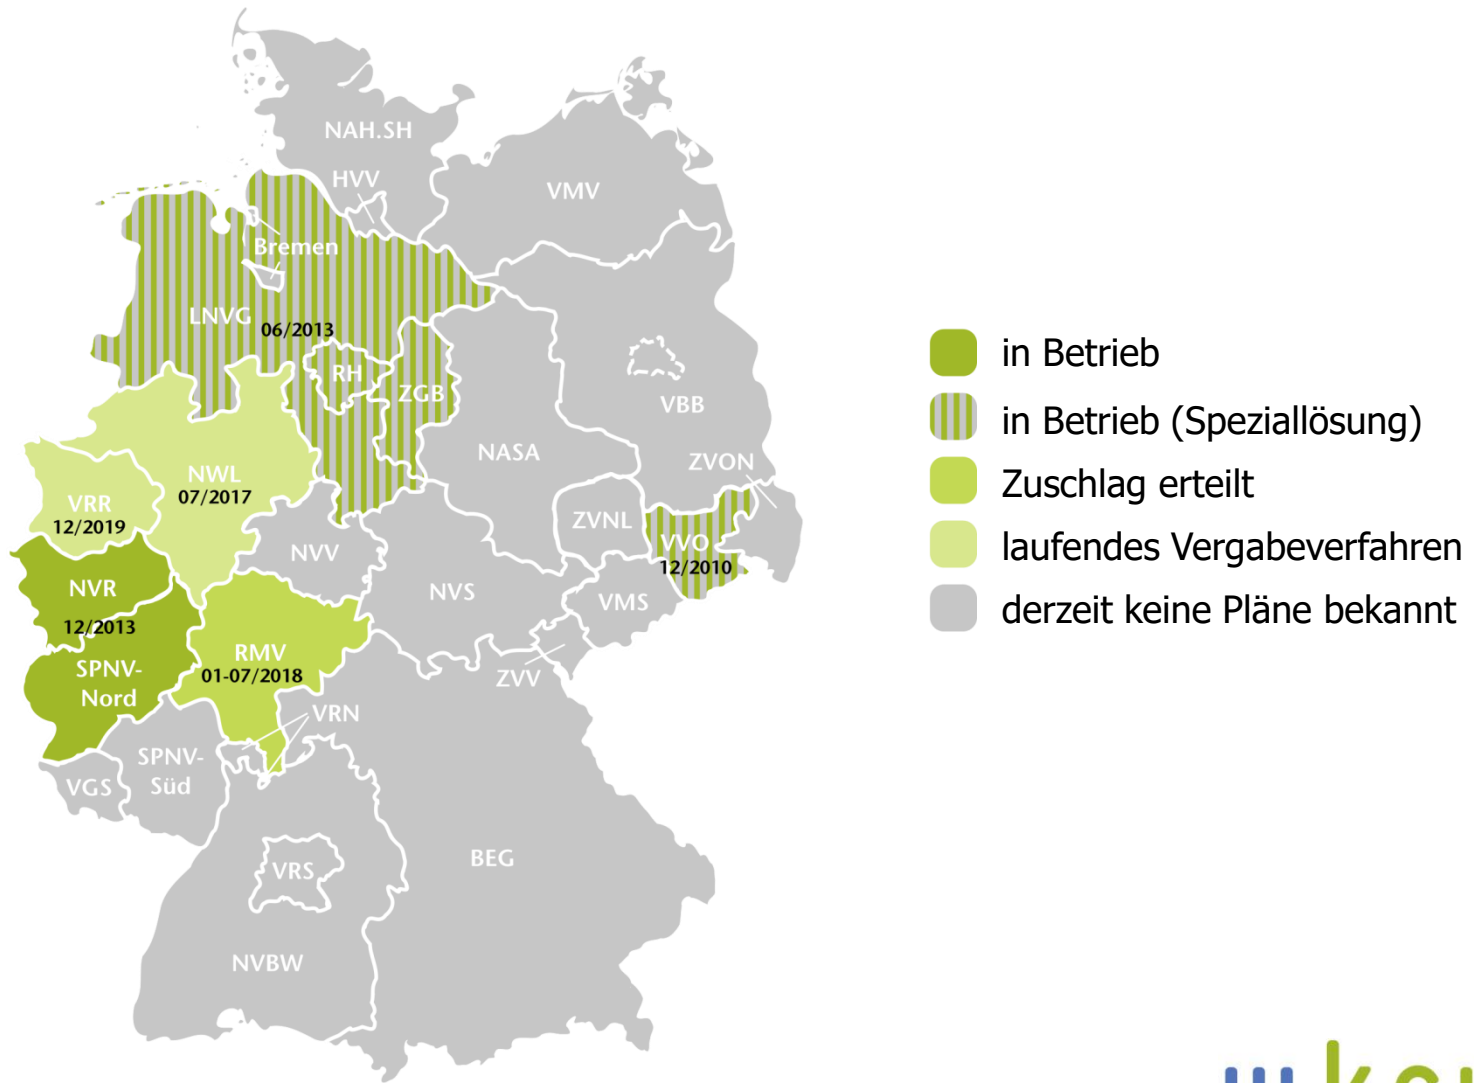 NAH.SH
HVV
VMV
Bremen
LNVG
06/2013
RH
ZGB
VBB
NASA
ZVON
NWL
07/2017
VRR
12/2019
ZVNL
VVO
12/2010
NVV
NVR
12/2013
NVS
VMS
RMV
01-07/2018
SPNV-
Nord
ZVV
VRN
SPNV-
Süd
VGS
VRS
BEG
NVBW
in Betrieb
in Betrieb (Speziallösung)
Zuschlag erteilt
laufendes Vergabeverfahren
derzeit keine Pläne bekannt